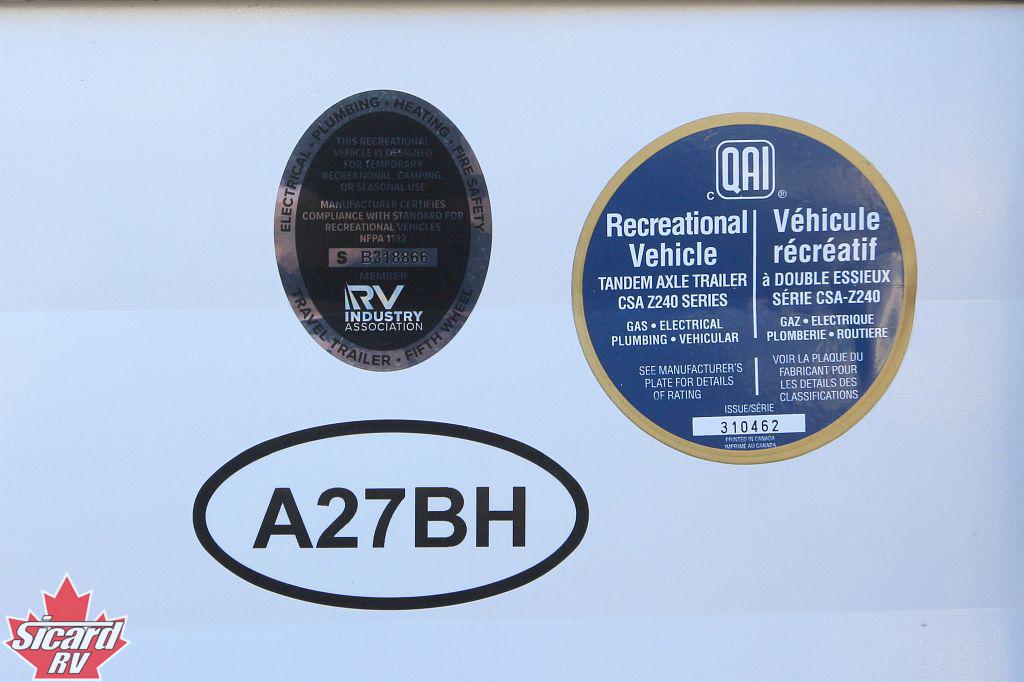 ELECTRICAL • PLUMBING • HEATING • FIRE SAFETY
THIS RECREATIONAL
VEHICLE IS DESIGNED
FOR TEMPORARY
RECREATIONAL, CAMPING,
OR SEASONAL USE
MANUFACTURER CERTIFIES
COMPLIANCE WITH STANDARD FOR
RECREATIONAL VEHICLES
NFPA 1192
S B318866
MEMBER
RV
INDUSTRY
ASSOCIATION
TRAVEL TRAILER • FIFTH WHEEL
C QAI ®
Recreational
Vehicle
TANDEM AXLE TRAILER
CSA Z240 SERIES
GAS • ELECTRICAL
PLUMBING • VEHICULAR
SEE MANUFACTURER'S
PLATE FOR DETAILS
OF RATING
Véhicule
récréatif
à DOUBLE ESSIEUX
SÉRIE CSA-Z240
GAZ • ELECTRIQUE
PLOMBERIE • ROUTIERE
VOIR LA PLAQUE DU
FABRICANT POUR
LES DETAILS DES
CLASSIFICATIONS
ISSUE/SÉRIE
310462
PRINTED IN CANADA
IMPRIMÉ AU CANADA
A27BH
Sicard
RV